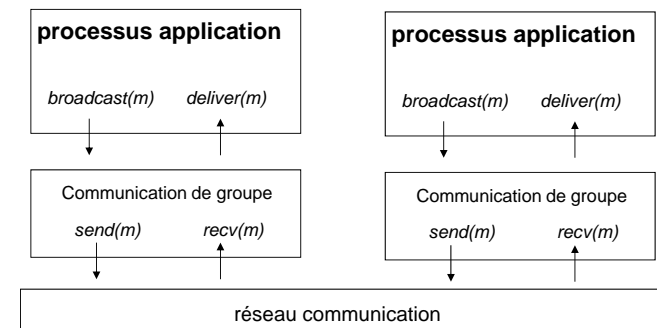 processus application
broadcast(m) deliver(m)
Communication de groupe
send(m) recv(m)
processus application
broadcast(m) deliver(m)
Communication de groupe
send(m) recv(m)
réseau communication